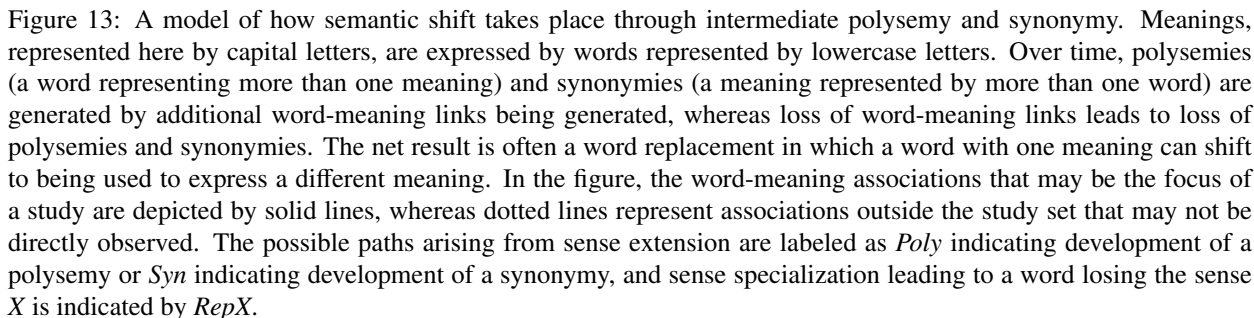 Figure 13: A model of how semantic shift takes place through intermediate polysemy and synonymy. Meanings,
represented here by capital letters, are expressed by words represented by lowercase letters. Over time, polysemies
(a word representing more than one meaning) and synonymies (a meaning represented by more than one word) are
generated by additional word-meaning links being generated, whereas loss of word-meaning links leads to loss of
polysemies and synonymies. The net result is often a word replacement in which a word with one meaning can shift
to being used to express a different meaning. In the figure, the word-meaning associations that may be the focus of
a study are depicted by solid lines, whereas dotted lines represent associations outside the study set that may not be
directly observed. The possible paths arising from sense extension are labeled as Poly indicating development of a
polysemy or Syn indicating development of a synonymy, and sense specialization leading to a word losing the sense
X is indicated by RepX.